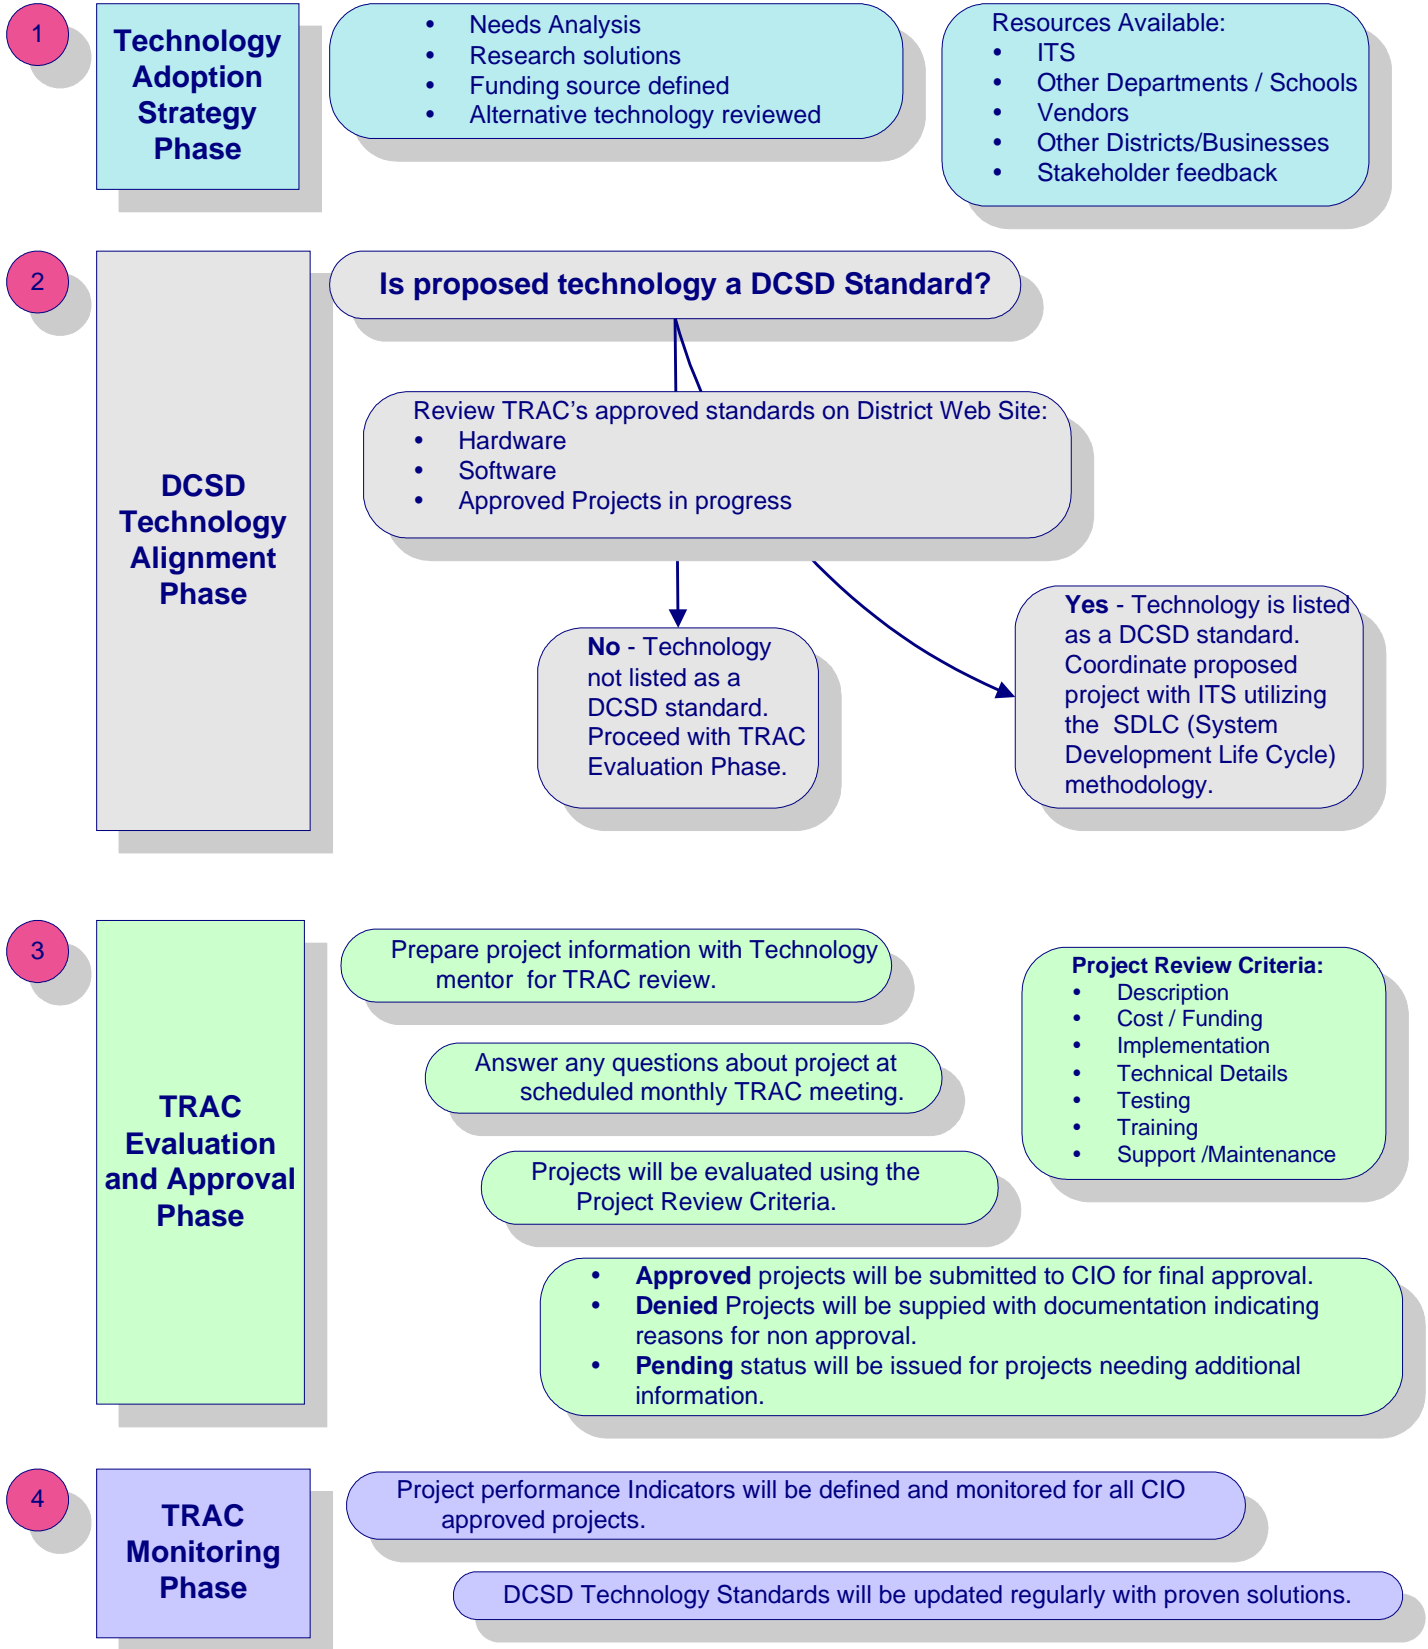 1
Technology
Adoption
Strategy
Phase
• Needs Analysis
• Research solutions
• Funding source defined
• Alternative technology reviewed
Resources Available:
• ITS
• Other Departments / Schools
• Vendors
• Other Districts/Businesses
• Stakeholder feedback
2
DCSD
Technology
Alignment
Phase
Is proposed technology a DCSD Standard?
Review TRAC’s approved standards on District Web Site:
• Hardware
• Software
• Approved Projects in progress
No - Technology
not listed as a
DCSD standard.
Proceed with TRAC
Evaluation Phase.
Yes - Technology is listed
as a DCSD standard.
Coordinate proposed
project with ITS utilizing
the SDLC (System
Development Life Cycle)
methodology.
3
TRAC
Evaluation
and Approval
Phase
Prepare project information with Technology
mentor for TRAC review.
Answer any questions about project at
scheduled monthly TRAC meeting.
Projects will be evaluated using the
Project Review Criteria.
Project Review Criteria:
• Description
• Cost / Funding
• Implementation
• Technical Details
• Testing
• Training
• Support /Maintenance
• Approved projects will be submitted to CIO for final approval.
• Denied Projects will be suppied with documentation indicating
reasons for non approval.
• Pending status will be issued for projects needing additional
information.
4
TRAC
Monitoring
Phase
Project performance Indicators will be defined and monitored for all CIO
approved projects.
DCSD Technology Standards will be updated regularly with proven solutions.